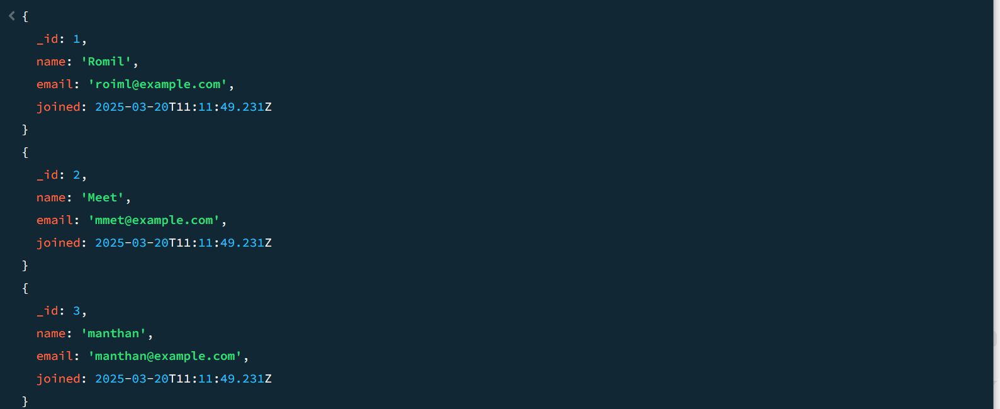 {
_id: 1,
name: 'Romil',
email: 'roiml@example.com',
joined: 2025-03-20T11:11:49.231Z
}
{
_id: 2,
name: 'Meet',
email: 'mmet@example.com',
joined: 2025-03-20T11:11:49.231Z
}
{
_id: 3,
name: 'manthan',
email: 'manthan@example.com',
joined: 2025-03-20T11:11:49.231Z
}